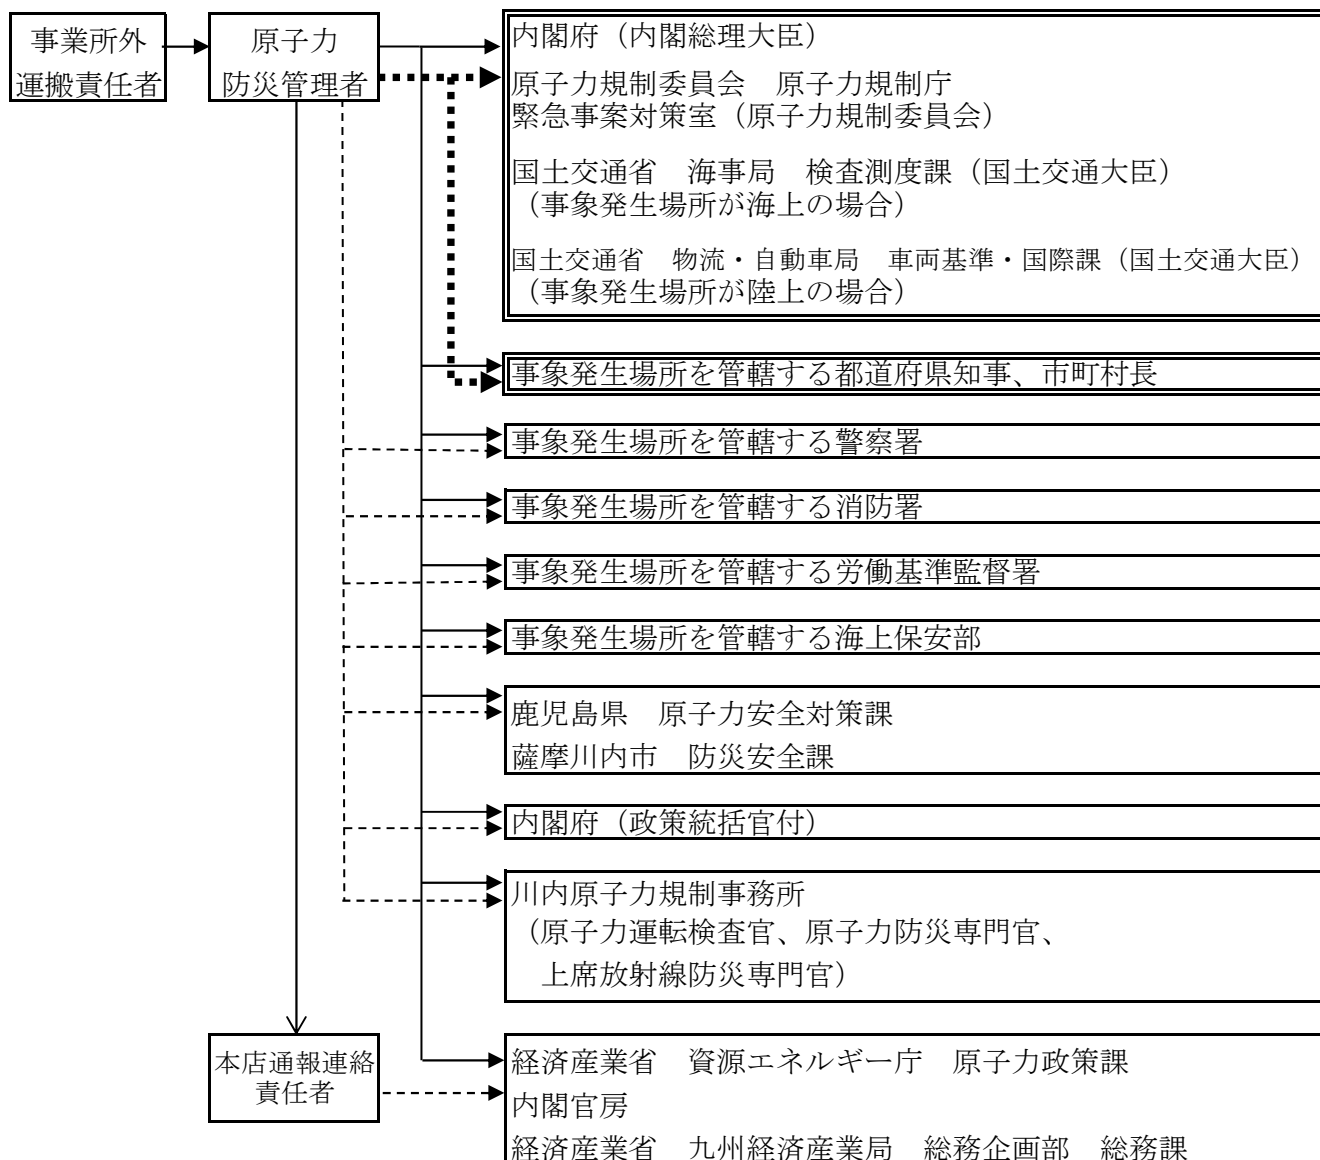 事業所外
運搬責任者
原子力
防災管理者
内閣府（内閣総理大臣）
原子力規制委員会　原子力規制庁
緊急事案対策室（原子力規制委員会）
国土交通省　海事局　検査測度課（国土交通大臣）
（事象発生場所が海上の場合）
国土交通省　物流・自動車局　車両基準・国際課（国土交通大臣）
（事象発生場所が陸上の場合）
事象発生場所を管轄する都道府県知事、市町村長
事象発生場所を管轄する警察署
事象発生場所を管轄する消防署
事象発生場所を管轄する労働基準監督署
事象発生場所を管轄する海上保安部
鹿児島県　原子力安全対策課
薩摩川内市　防災安全課
内閣府（政策統括官付）
川内原子力規制事務所
（原子力運転検査官、原子力防災専門官、
上席放射線防災専門官）
本店通報連絡
責任者
経済産業省　資源エネルギー庁　原子力政策課
内閣官房
経済産業省　九州経済産業局　総務企画部　総務課